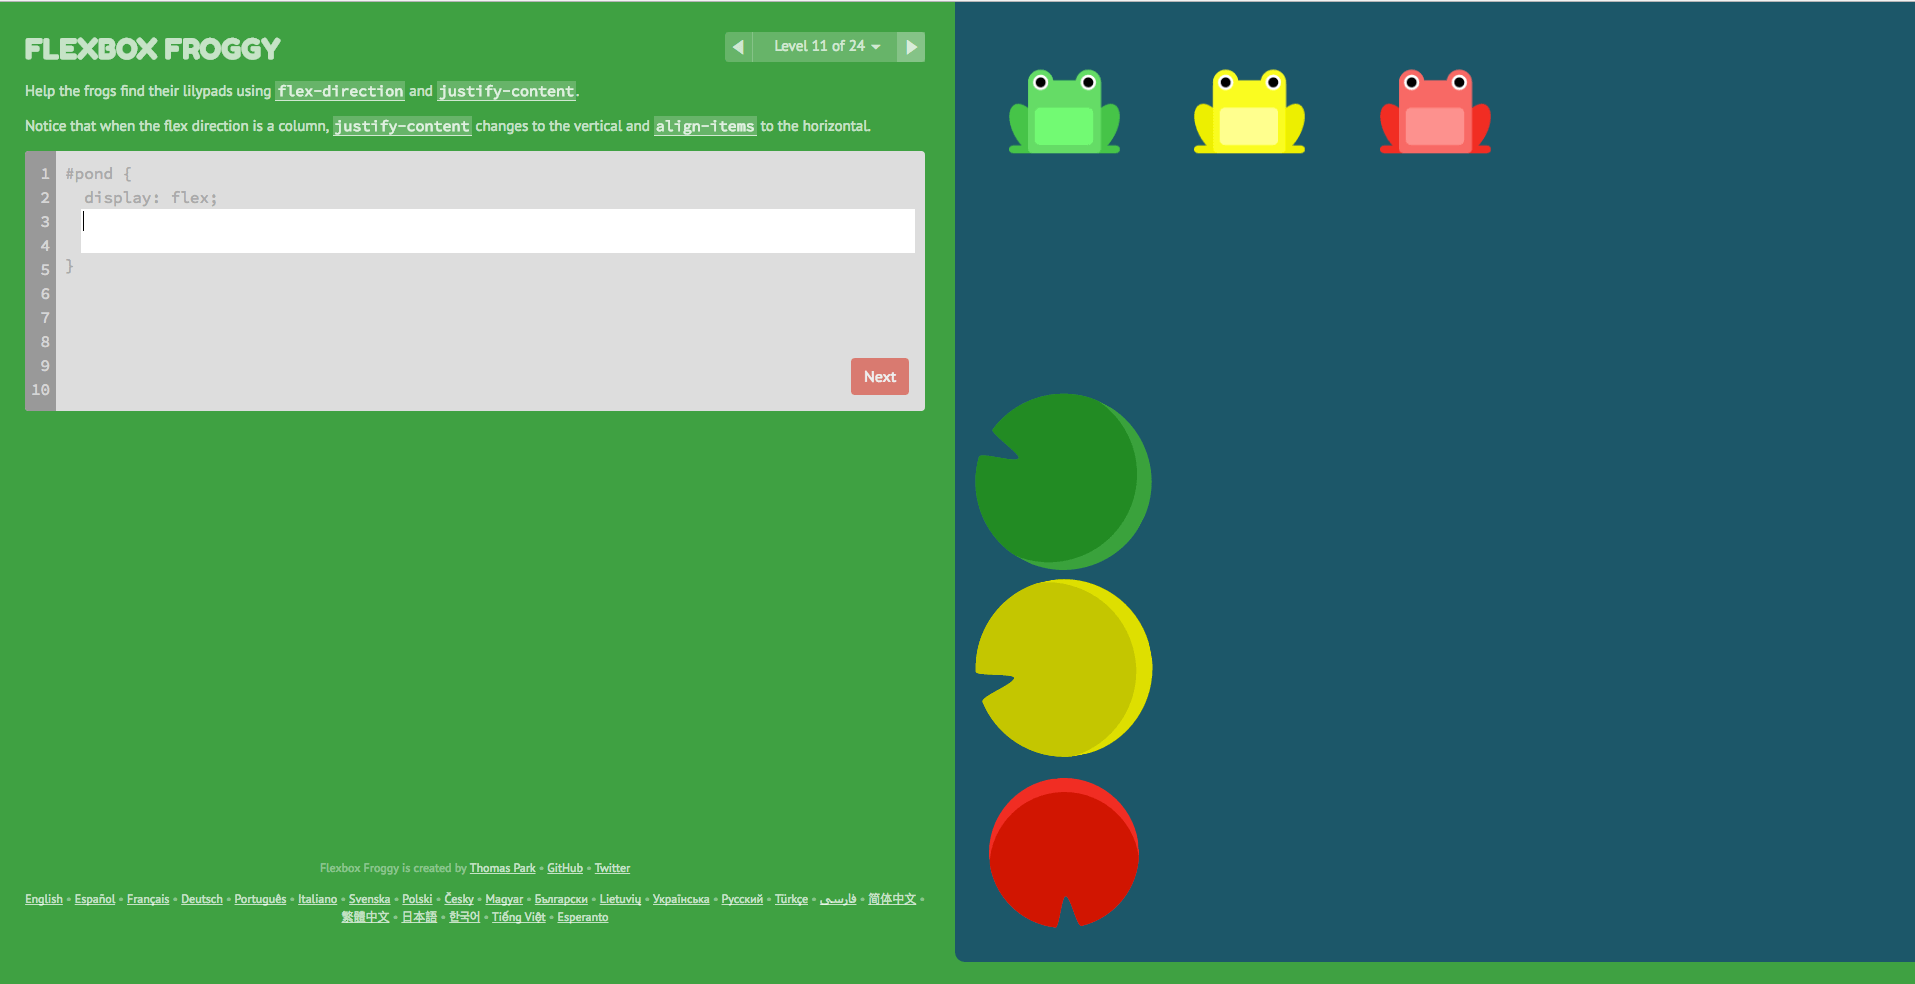 FLEXBOX FROGGY
Level 11 of 24
Help the frogs find their lilypads using flex-direction and justify-content.
Notice that when the flex direction is a column, justify-content changes to the vertical and align-items to the horizontal.
1 #pond {
2 display: flex;
3
4
5 }
6
7
8
9
10
Next
Flexbox Froggy is created by Thomas Park • GitHub • Twitter
English • Español • Français • Deutsch • Português • Italiano • Svenska • Polski • Česky • Magyar • Български • Lietuvių • Українська • Русский • Türkçe • فارسی • 简体中文 •
繁體中文 • 日本語 • 한국어 • Tiếng Việt • Esperanto